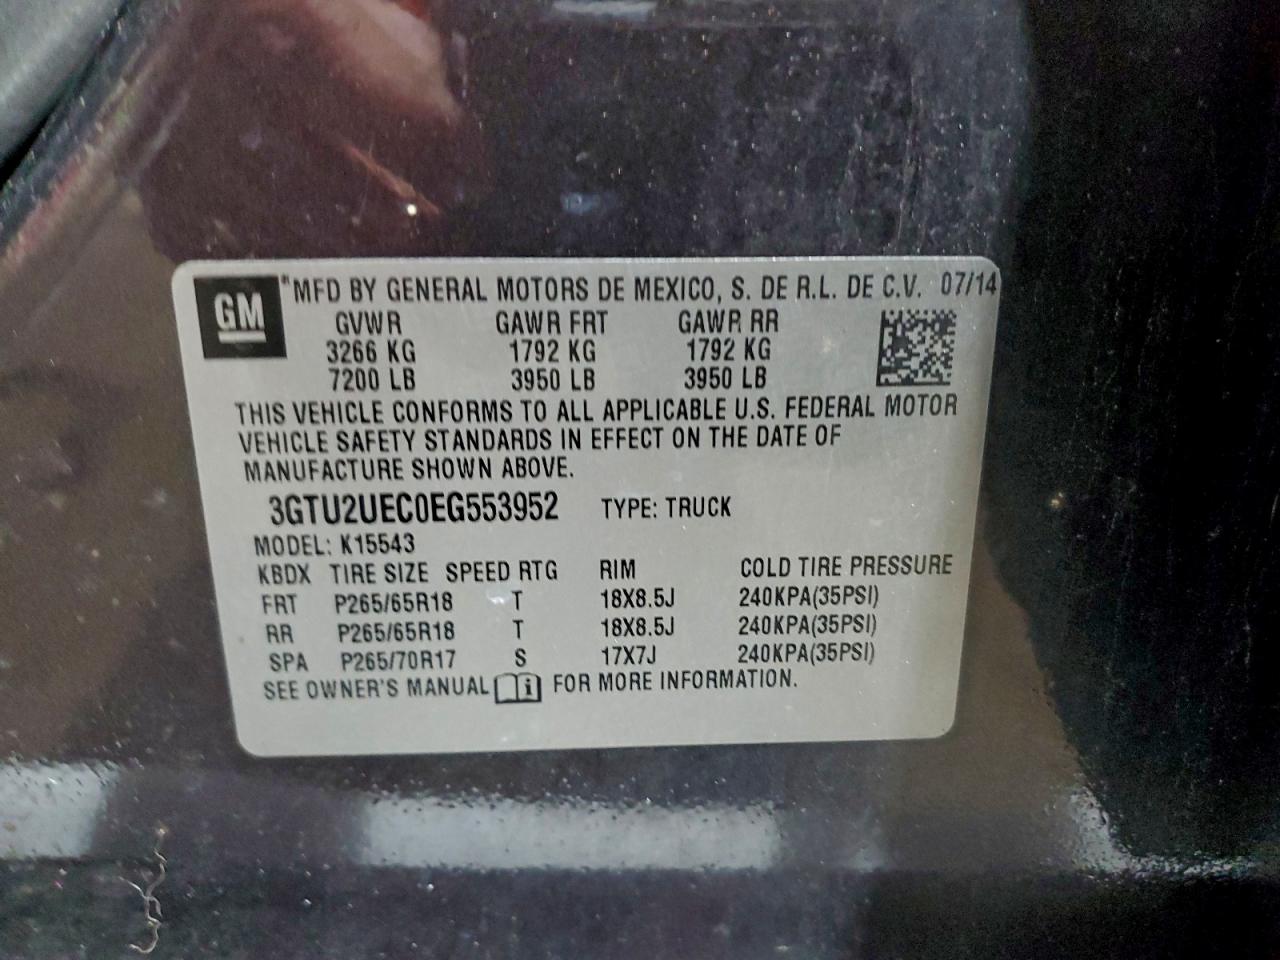 GM *MFD BY GENERAL MOTORS DE MEXICO, S. DE R.L. DE C.V. 07/14
GVWR GAWR FRT GAWR RR
3266 KG 1792 KG 1792 KG
7200 LB 3950 LB 3950 LB
THIS VEHICLE CONFORMS TO ALL APPLICABLE U.S. FEDERAL MOTOR
VEHICLE SAFETY STANDARDS IN EFFECT ON THE DATE OF
MANUFACTURE SHOWN ABOVE.
3GTU2UEC0EG553952 TYPE: TRUCK
MODEL: K15543
KBDX TIRE SIZE SPEED RTG RIM COLD TIRE PRESSURE
FRT P265/65R18 T 18X8.5J 240KPA(35PSI)
RR P265/65R18 T 18X8.5J 240KPA(35PSI)
SPA P265/70R17 S 17X7J 240KPA(35PSI)
SEE OWNER'S MANUAL i FOR MORE INFORMATION.